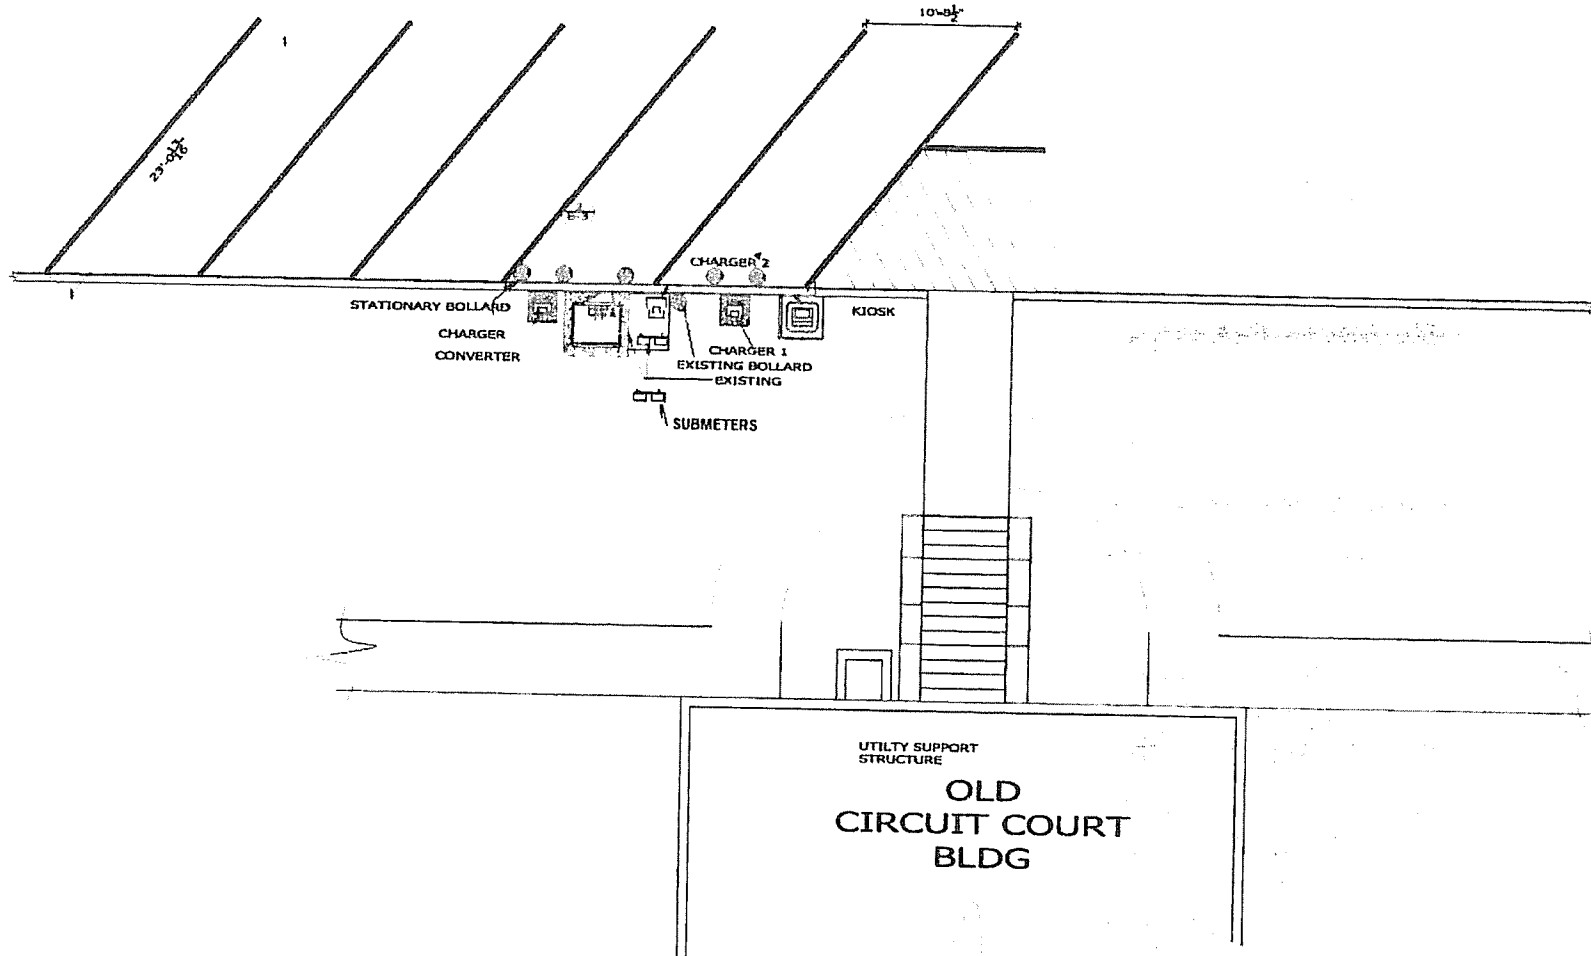 10'-8½"
23'-0 13/16"
CHARGER 2
STATIONARY BOLLARD
KIOSK
CHARGER
CONVERTER
CHARGER 1
EXISTING BOLLARD
EXISTING
SUBMETERS
UTILTY SUPPORT
STRUCTURE
OLD
CIRCUIT COURT
BLDG